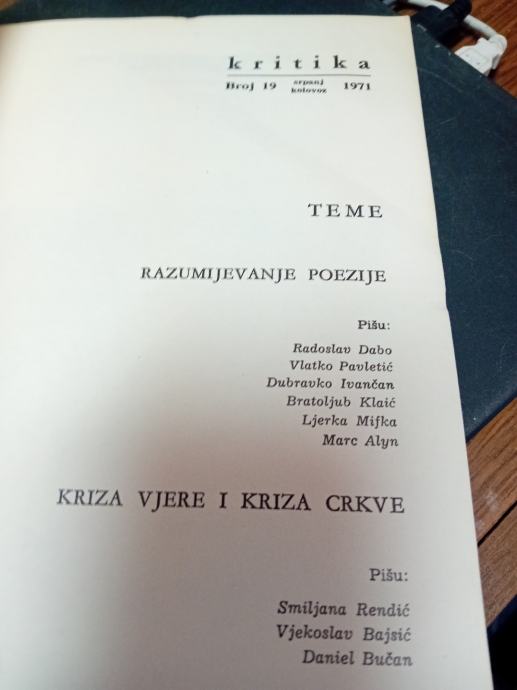 kritika
Broj 19 srpanj kolovoz 1971
TEME
RAZUMIJEVANJE POEZIJE
Pišu:
Radoslav Dabo
Vlatko Pavletić
Dubravko Ivančan
Bratoljub Klaić
Ljerka Mifka
Marc Alyn
KRIZA VJERE I KRIZA CRKVE
Pišu:
Smiljana Rendić
Vjekoslav Bajsić
Daniel Bučan